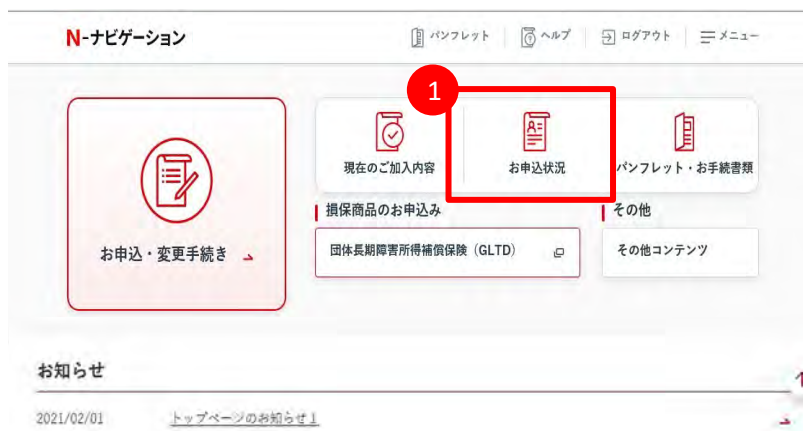 N-ナビゲーション
パンフレット
ヘルプ
ログアウト
メニュー
1
現在のご加入内容
お申込状況
パンフレット・お手続書類
お申込・変更手続き
損保商品のお申込み
団体長期障害所得補償保険（GLTD）
その他
その他コンテンツ
お知らせ
2021/02/01 トップページのお知らせ１